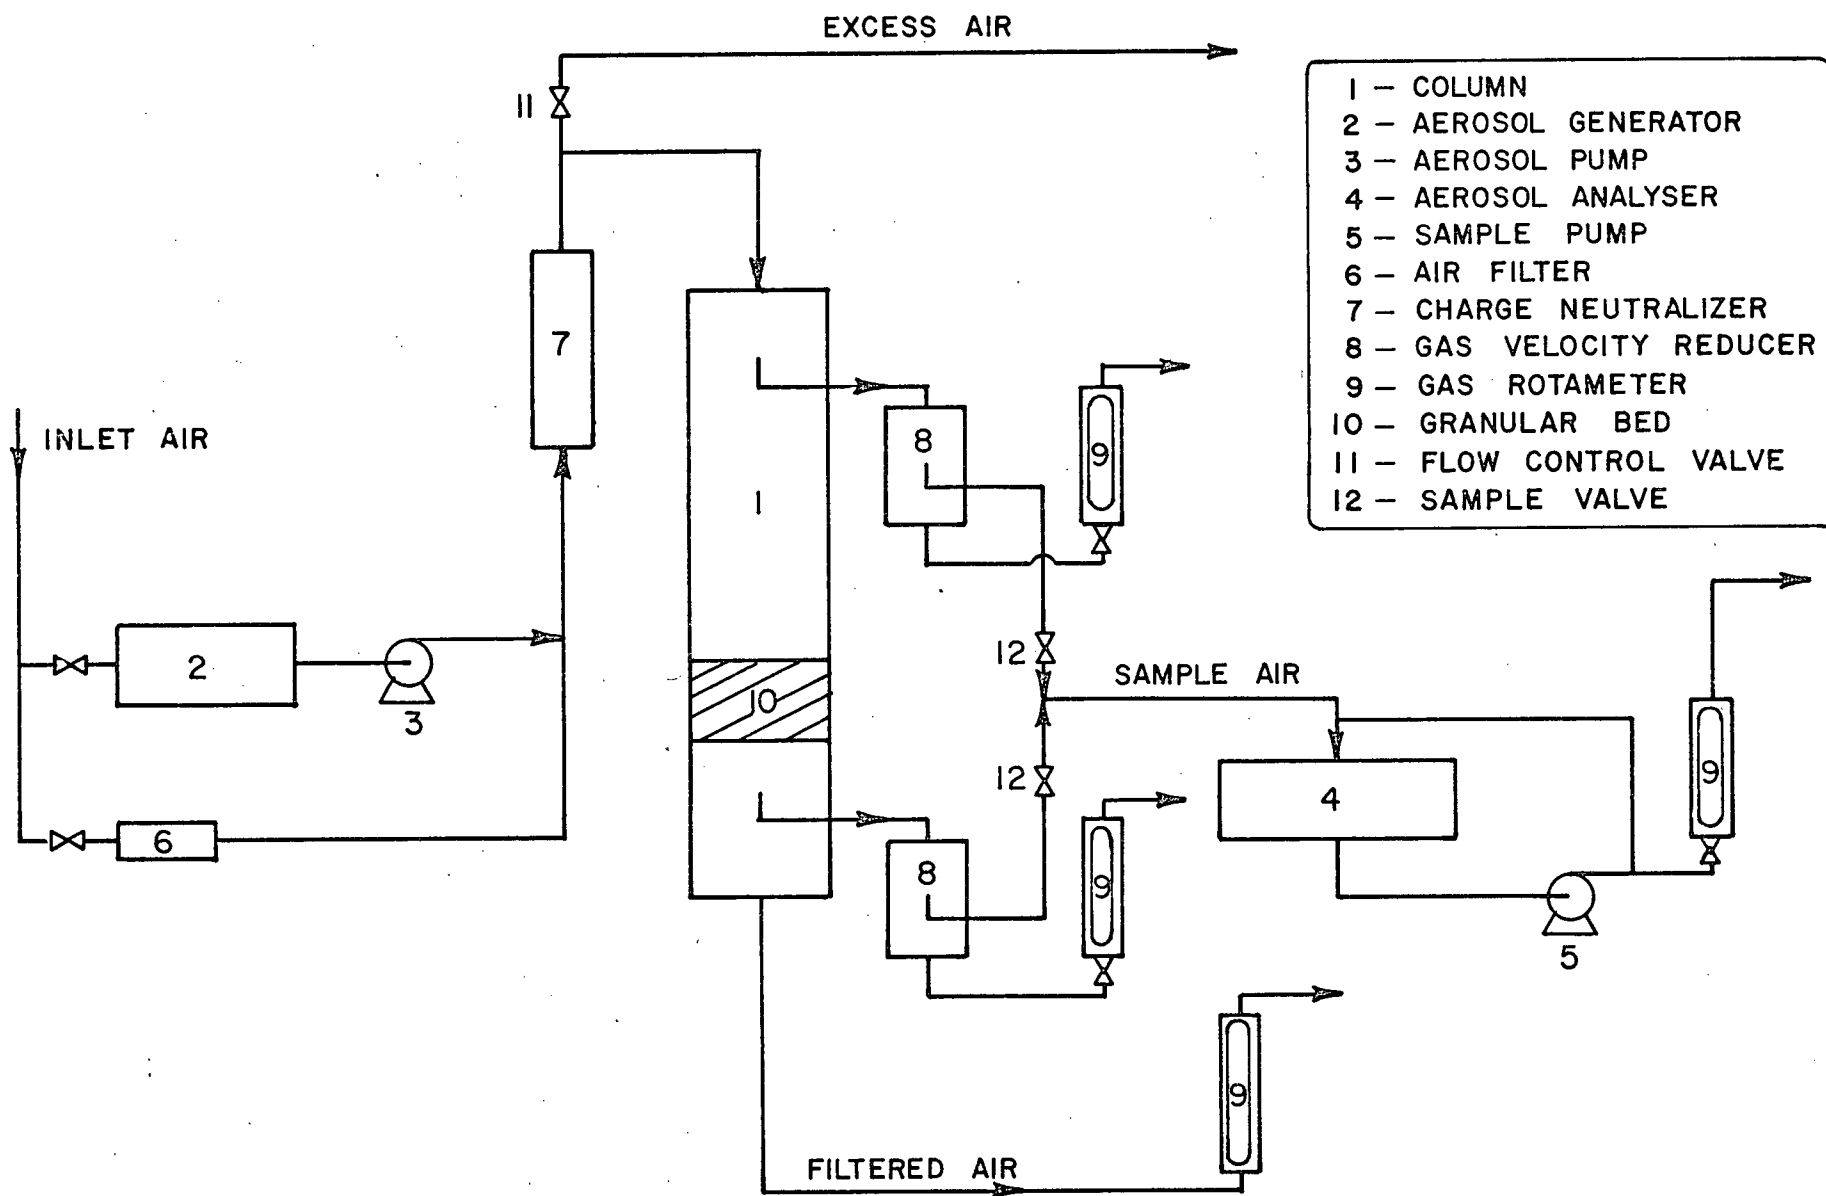 EXCESS AIR
11
1 – COLUMN
2 – AEROSOL GENERATOR
3 – AEROSOL PUMP
4 – AEROSOL ANALYSER
5 – SAMPLE PUMP
6 – AIR FILTER
7 – CHARGE NEUTRALIZER
8 – GAS VELOCITY REDUCER
9 – GAS ROTAMETER
10 – GRANULAR BED
11 – FLOW CONTROL VALVE
12 – SAMPLE VALVE
7
INLET AIR
8
9
1
2
3
12
SAMPLE AIR
10
12
4
9
6
8
9
5
9
FILTERED AIR